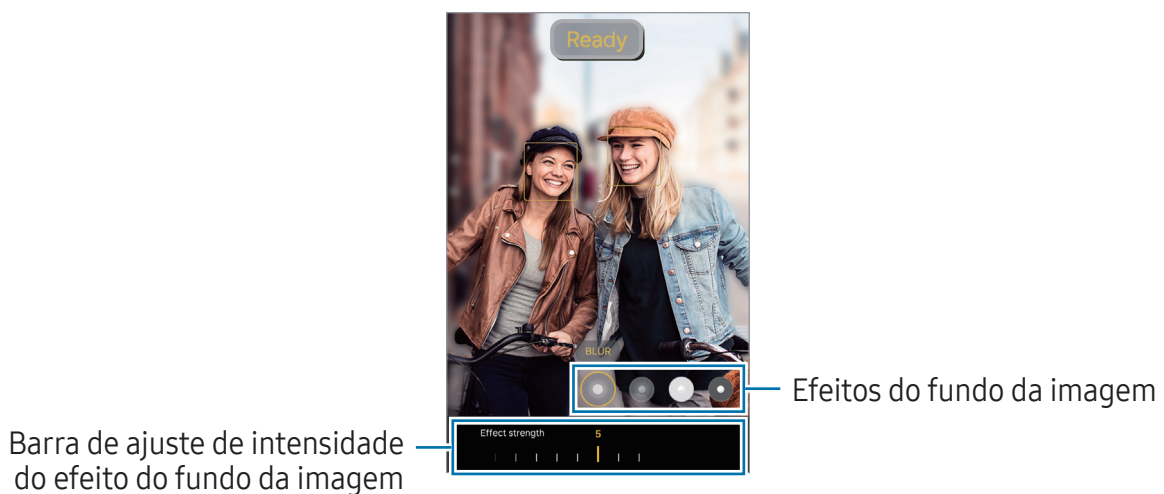 Ready
BLUR
Efeitos do fundo da imagem
Effect strength
5
Barra de ajuste de intensidade
do efeito do fundo da imagem